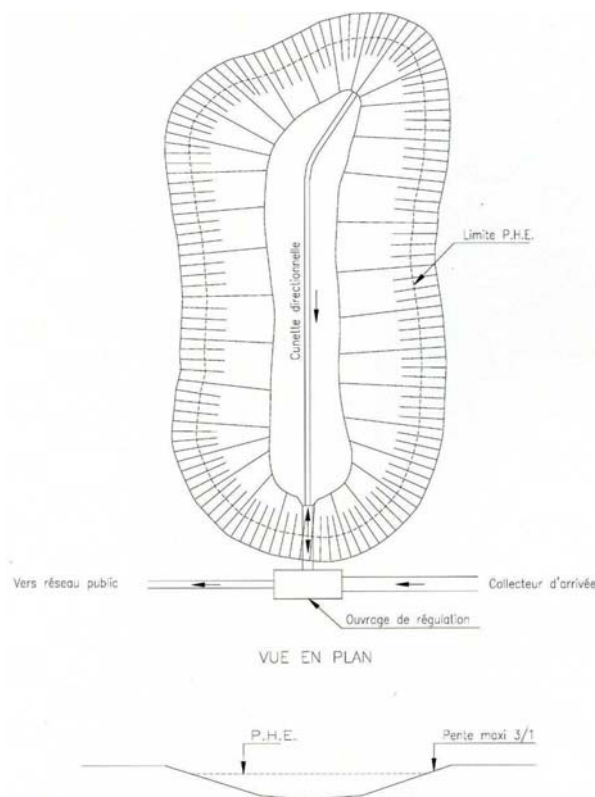 Limite P.H.E.
Cunette directionnelle
Vers réseau public
Collecteur d'arrivée
Ouvrage de régulation
VUE EN PLAN
P.H.E.
Pente maxi 3/1